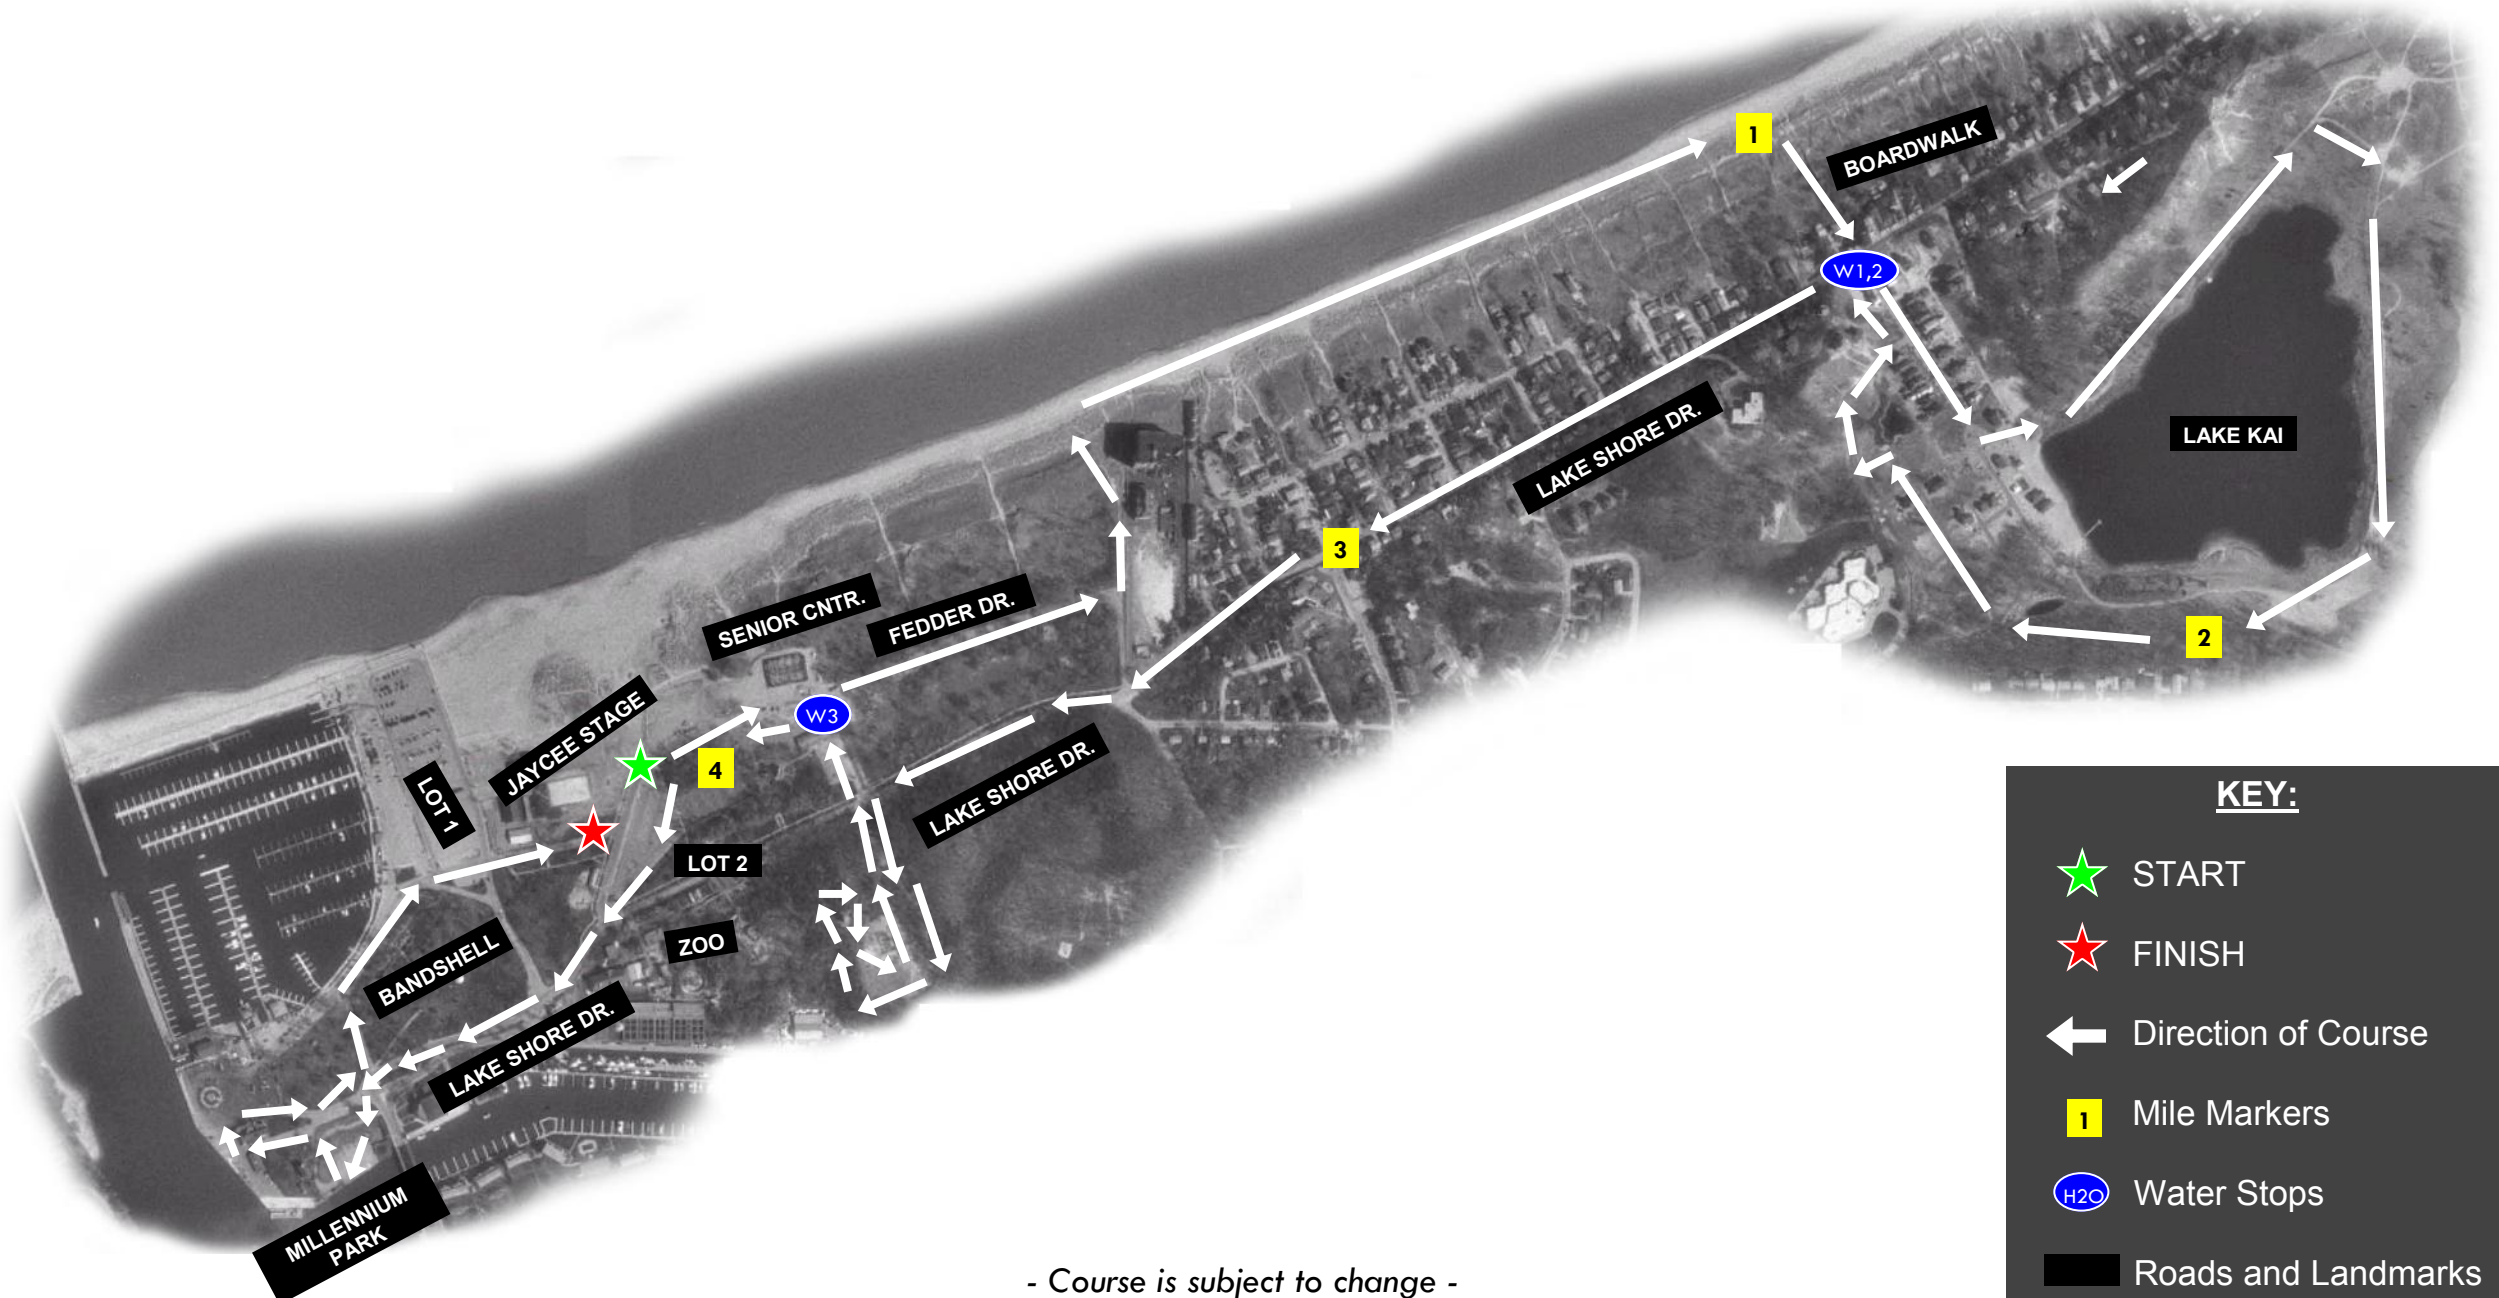 1
BOARDWALK
W1,2
LAKE KAI
LAKE SHORE DR.
3
SENIOR CNTR.
FEDDER DR.
2
W3
JAYCEE STAGE
4
LOT 1
LAKE SHORE DR.
LOT 2
ZOO
BANDSHELL
LAKE SHORE DR.
MILLENNIUM
PARK
KEY:
START
FINISH
Direction of Course
1 Mile Markers
H2O Water Stops
Roads and Landmarks
- Course is subject to change -